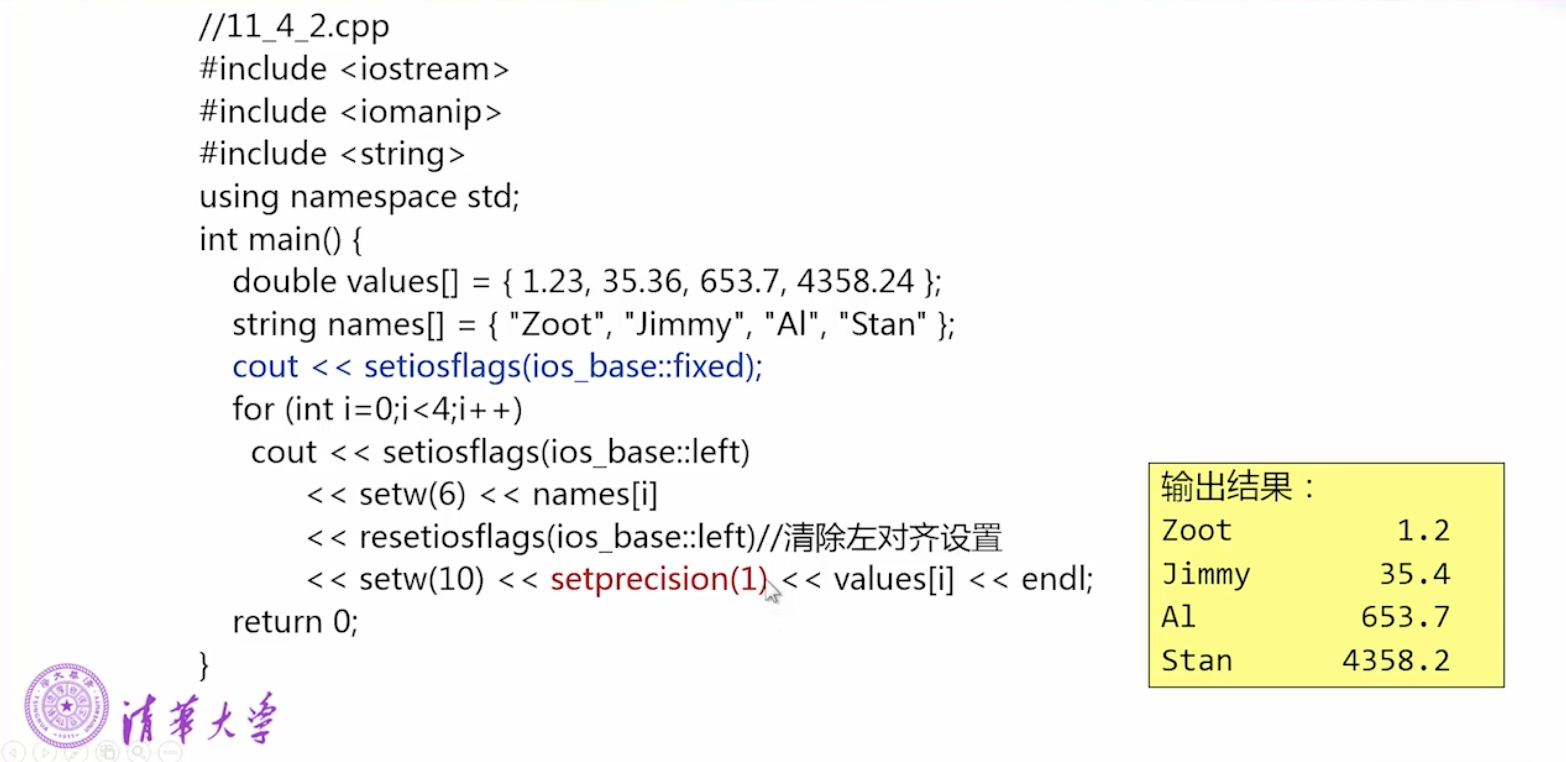 //11_4_2.cpp
#include <iostream>
#include <iomanip>
#include <string>
using namespace std;
int main() {
double values[] = { 1.23, 35.36, 653.7, 4358.24 };
string names[] = { "Zoot", "Jimmy", "Al", "Stan" };
cout << setiosflags(ios_base::fixed);
for (int i=0;i<4;i++)
cout << setiosflags(ios_base::left)
<< setw(6) << names[i]
<< resetiosflags(ios_base::left)//清除左对齐设置
<< setw(10) << setprecision(1) << values[i] << endl;
return 0;
}
输出结果：
Zoot 1.2
Jimmy 35.4
Al 653.7
Stan 4358.2
清华大学